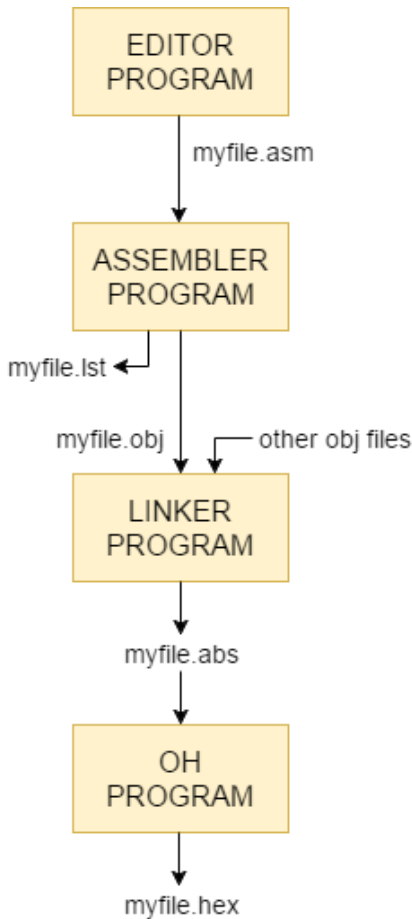 EDITOR
PROGRAM
myfile.asm
ASSEMBLER
PROGRAM
myfile.lst
myfile.obj
other obj files
LINKER
PROGRAM
myfile.abs
OH
PROGRAM
myfile.hex